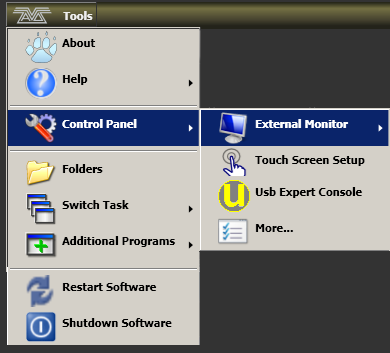 Tools
About
Help
Control Panel
External Monitor
Touch Screen Setup
Usb Expert Console
More...
Folders
Switch Task
Additional Programs
Restart Software
Shutdown Software